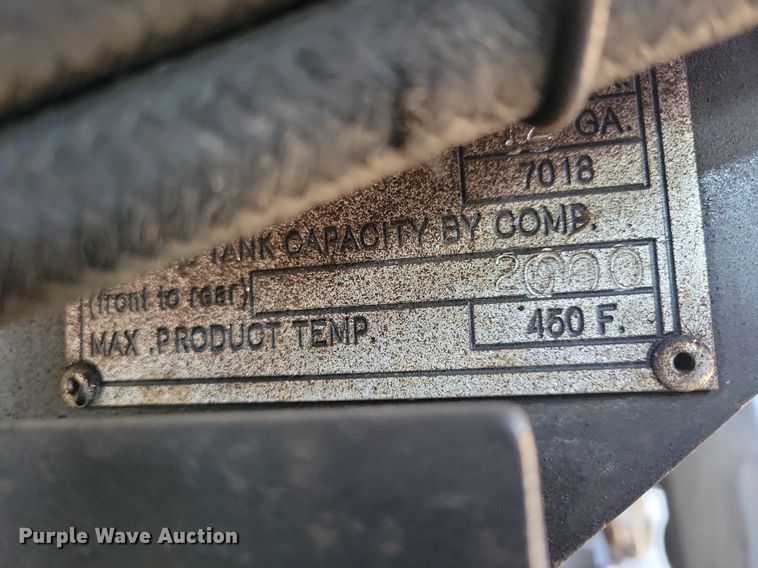 GA.
7018
TANK CAPACITY BY COMP.
(front to rear) 2000
MAX .PRODUCT TEMP. 450 F.
Purple Wave Auction